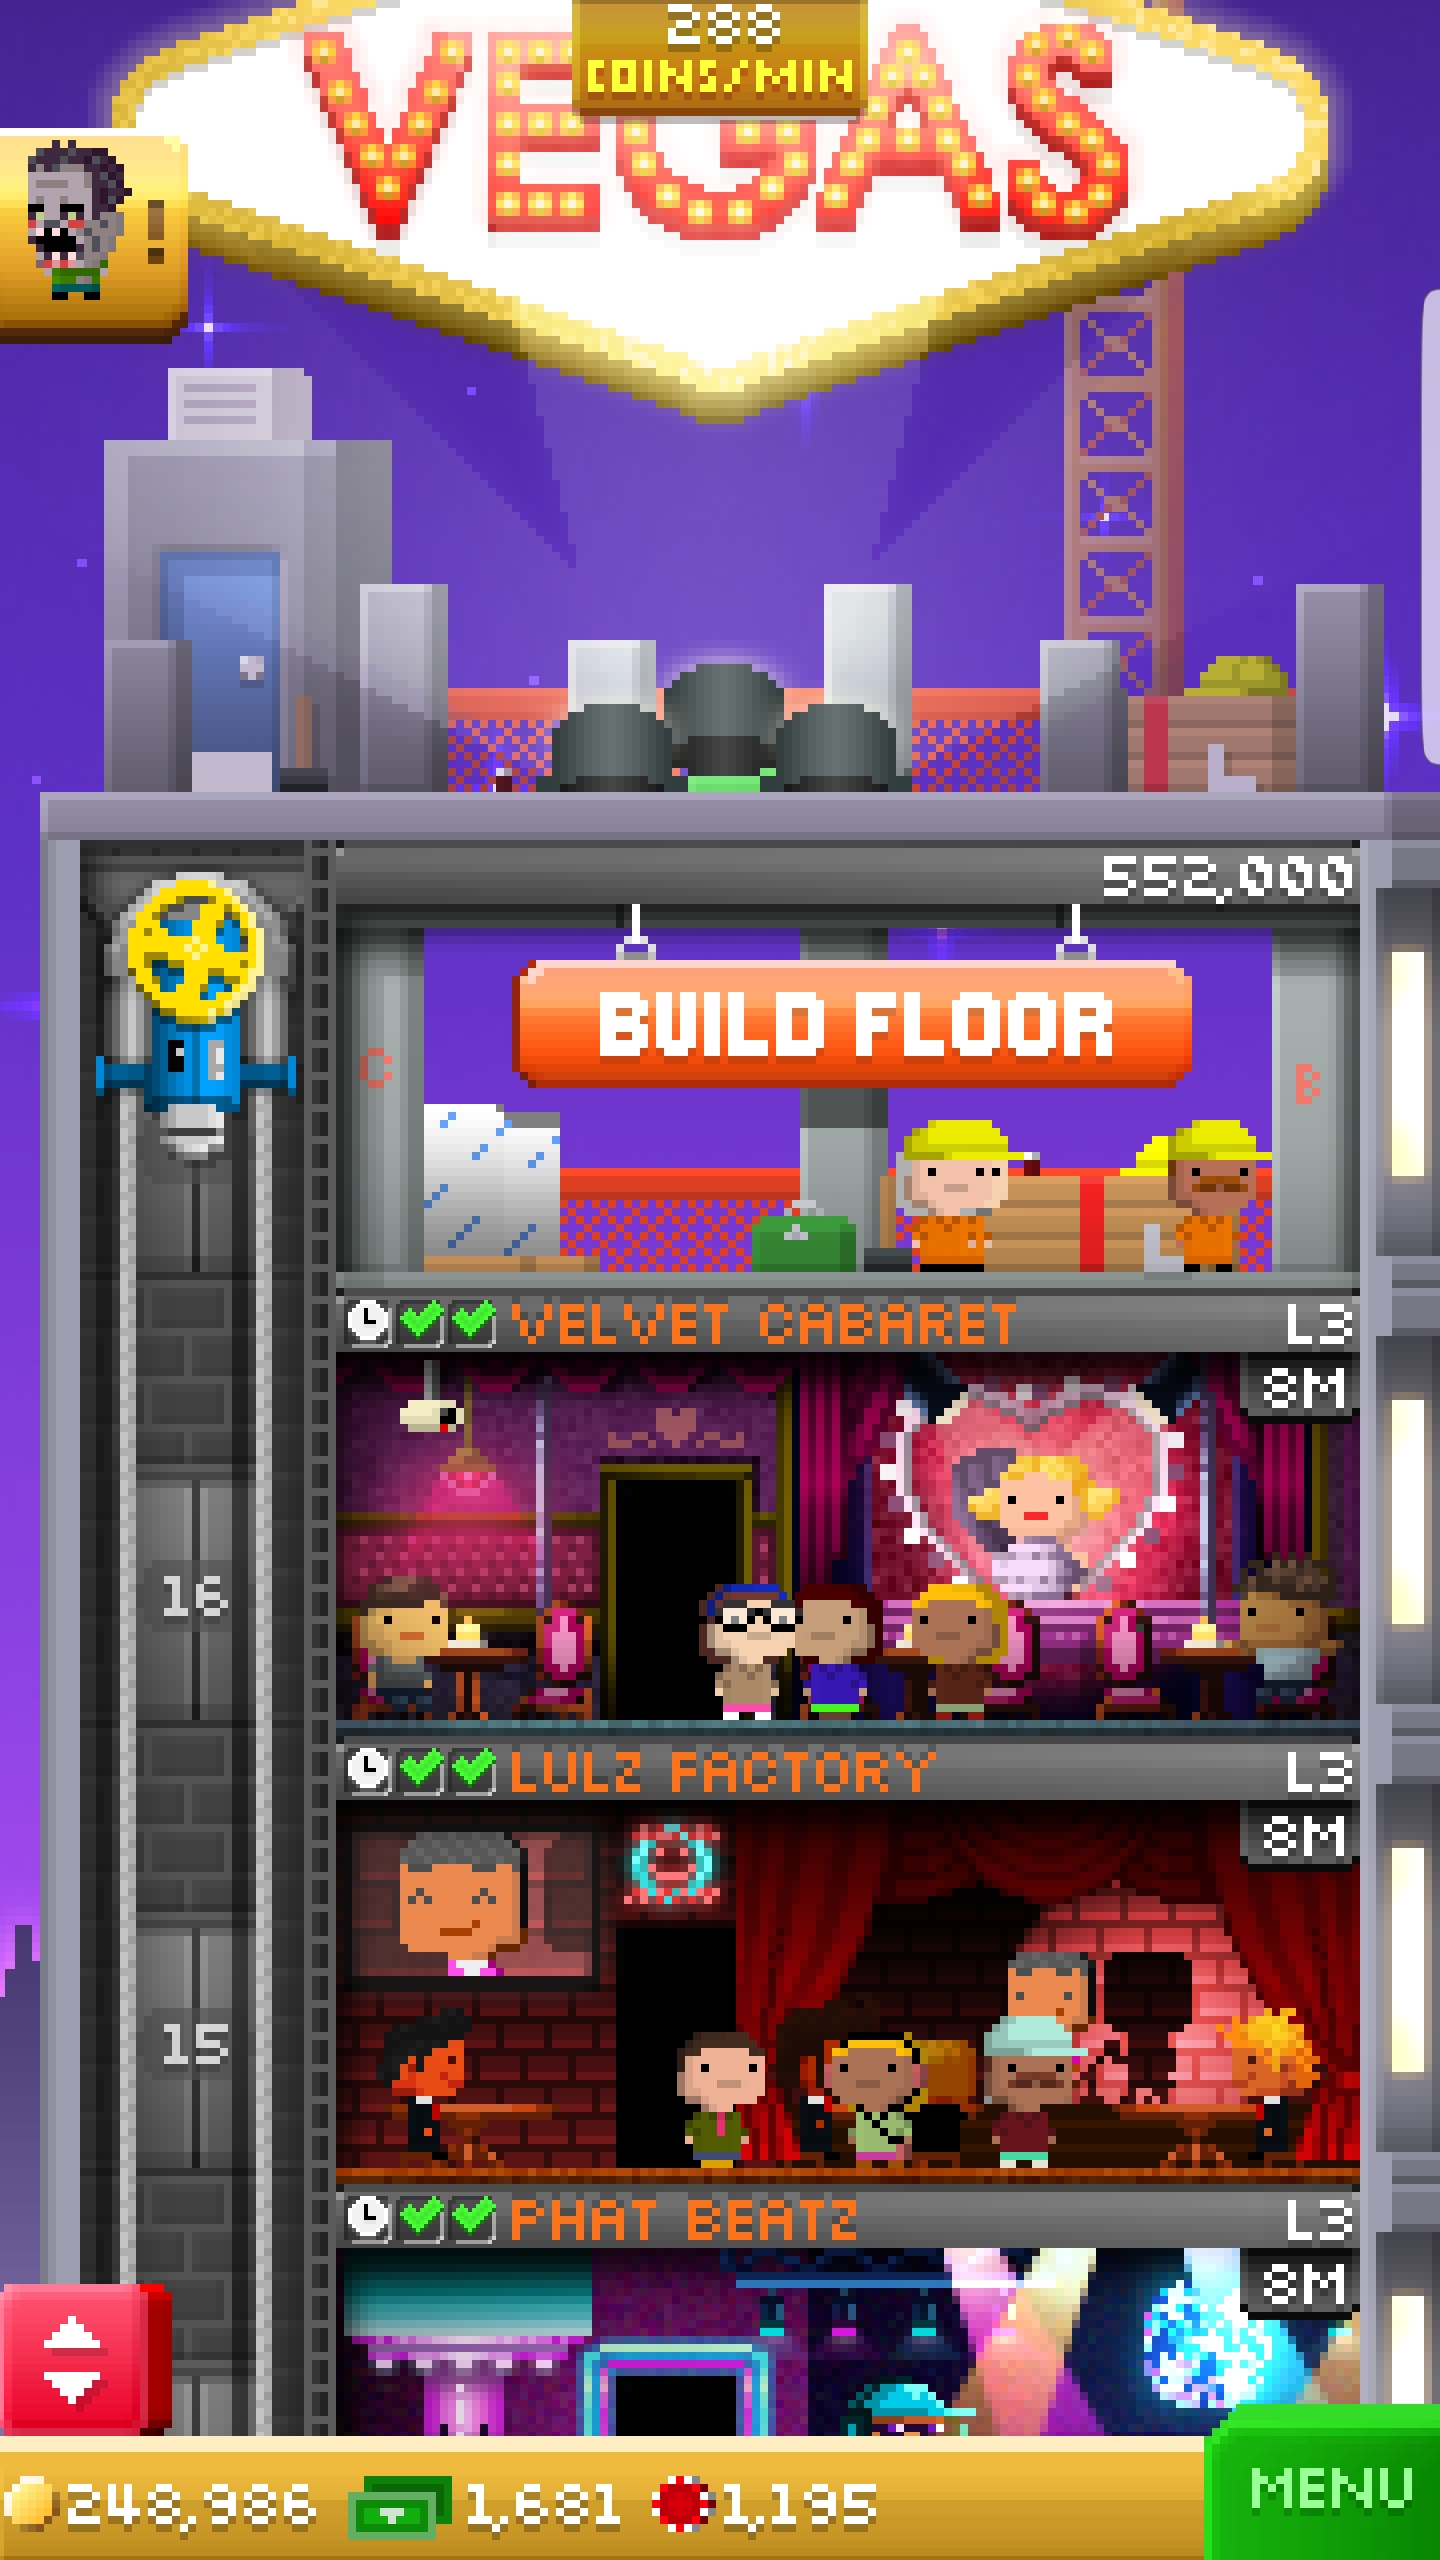 288
COINS/MIN
VEGAS
!
552,000
BUILD FLOOR
C
B
VELVET CABARET L3
8M
16
LULZ FACTORY L3
8M
15
PHAT BEATZ L3
8M
248,986 1,681 1,195
MENU